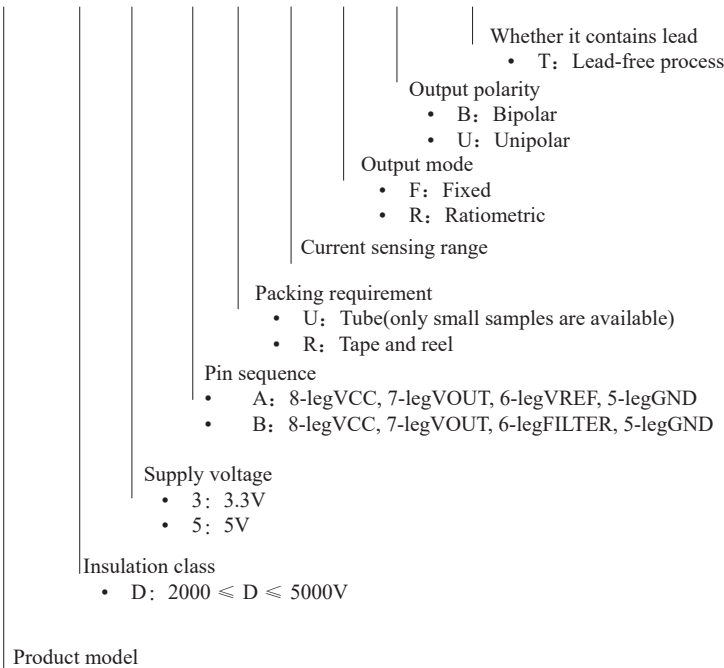 Whether it contains lead
• T：Lead-free process
Output polarity
• B：Bipolar
• U：Unipolar
Output mode
• F：Fixed
• R：Ratiometric
Current sensing range
Packing requirement
• U：Tube(only small samples are available)
• R：Tape and reel
Pin sequence
• A：8-legVCC, 7-legVOUT, 6-legVREF, 5-legGND
• B：8-legVCC, 7-legVOUT, 6-legFILTER, 5-legGND
Supply voltage
• 3：3.3V
• 5：5V
Insulation class
• D：2000 ⩽ D ⩽ 5000V
Product model